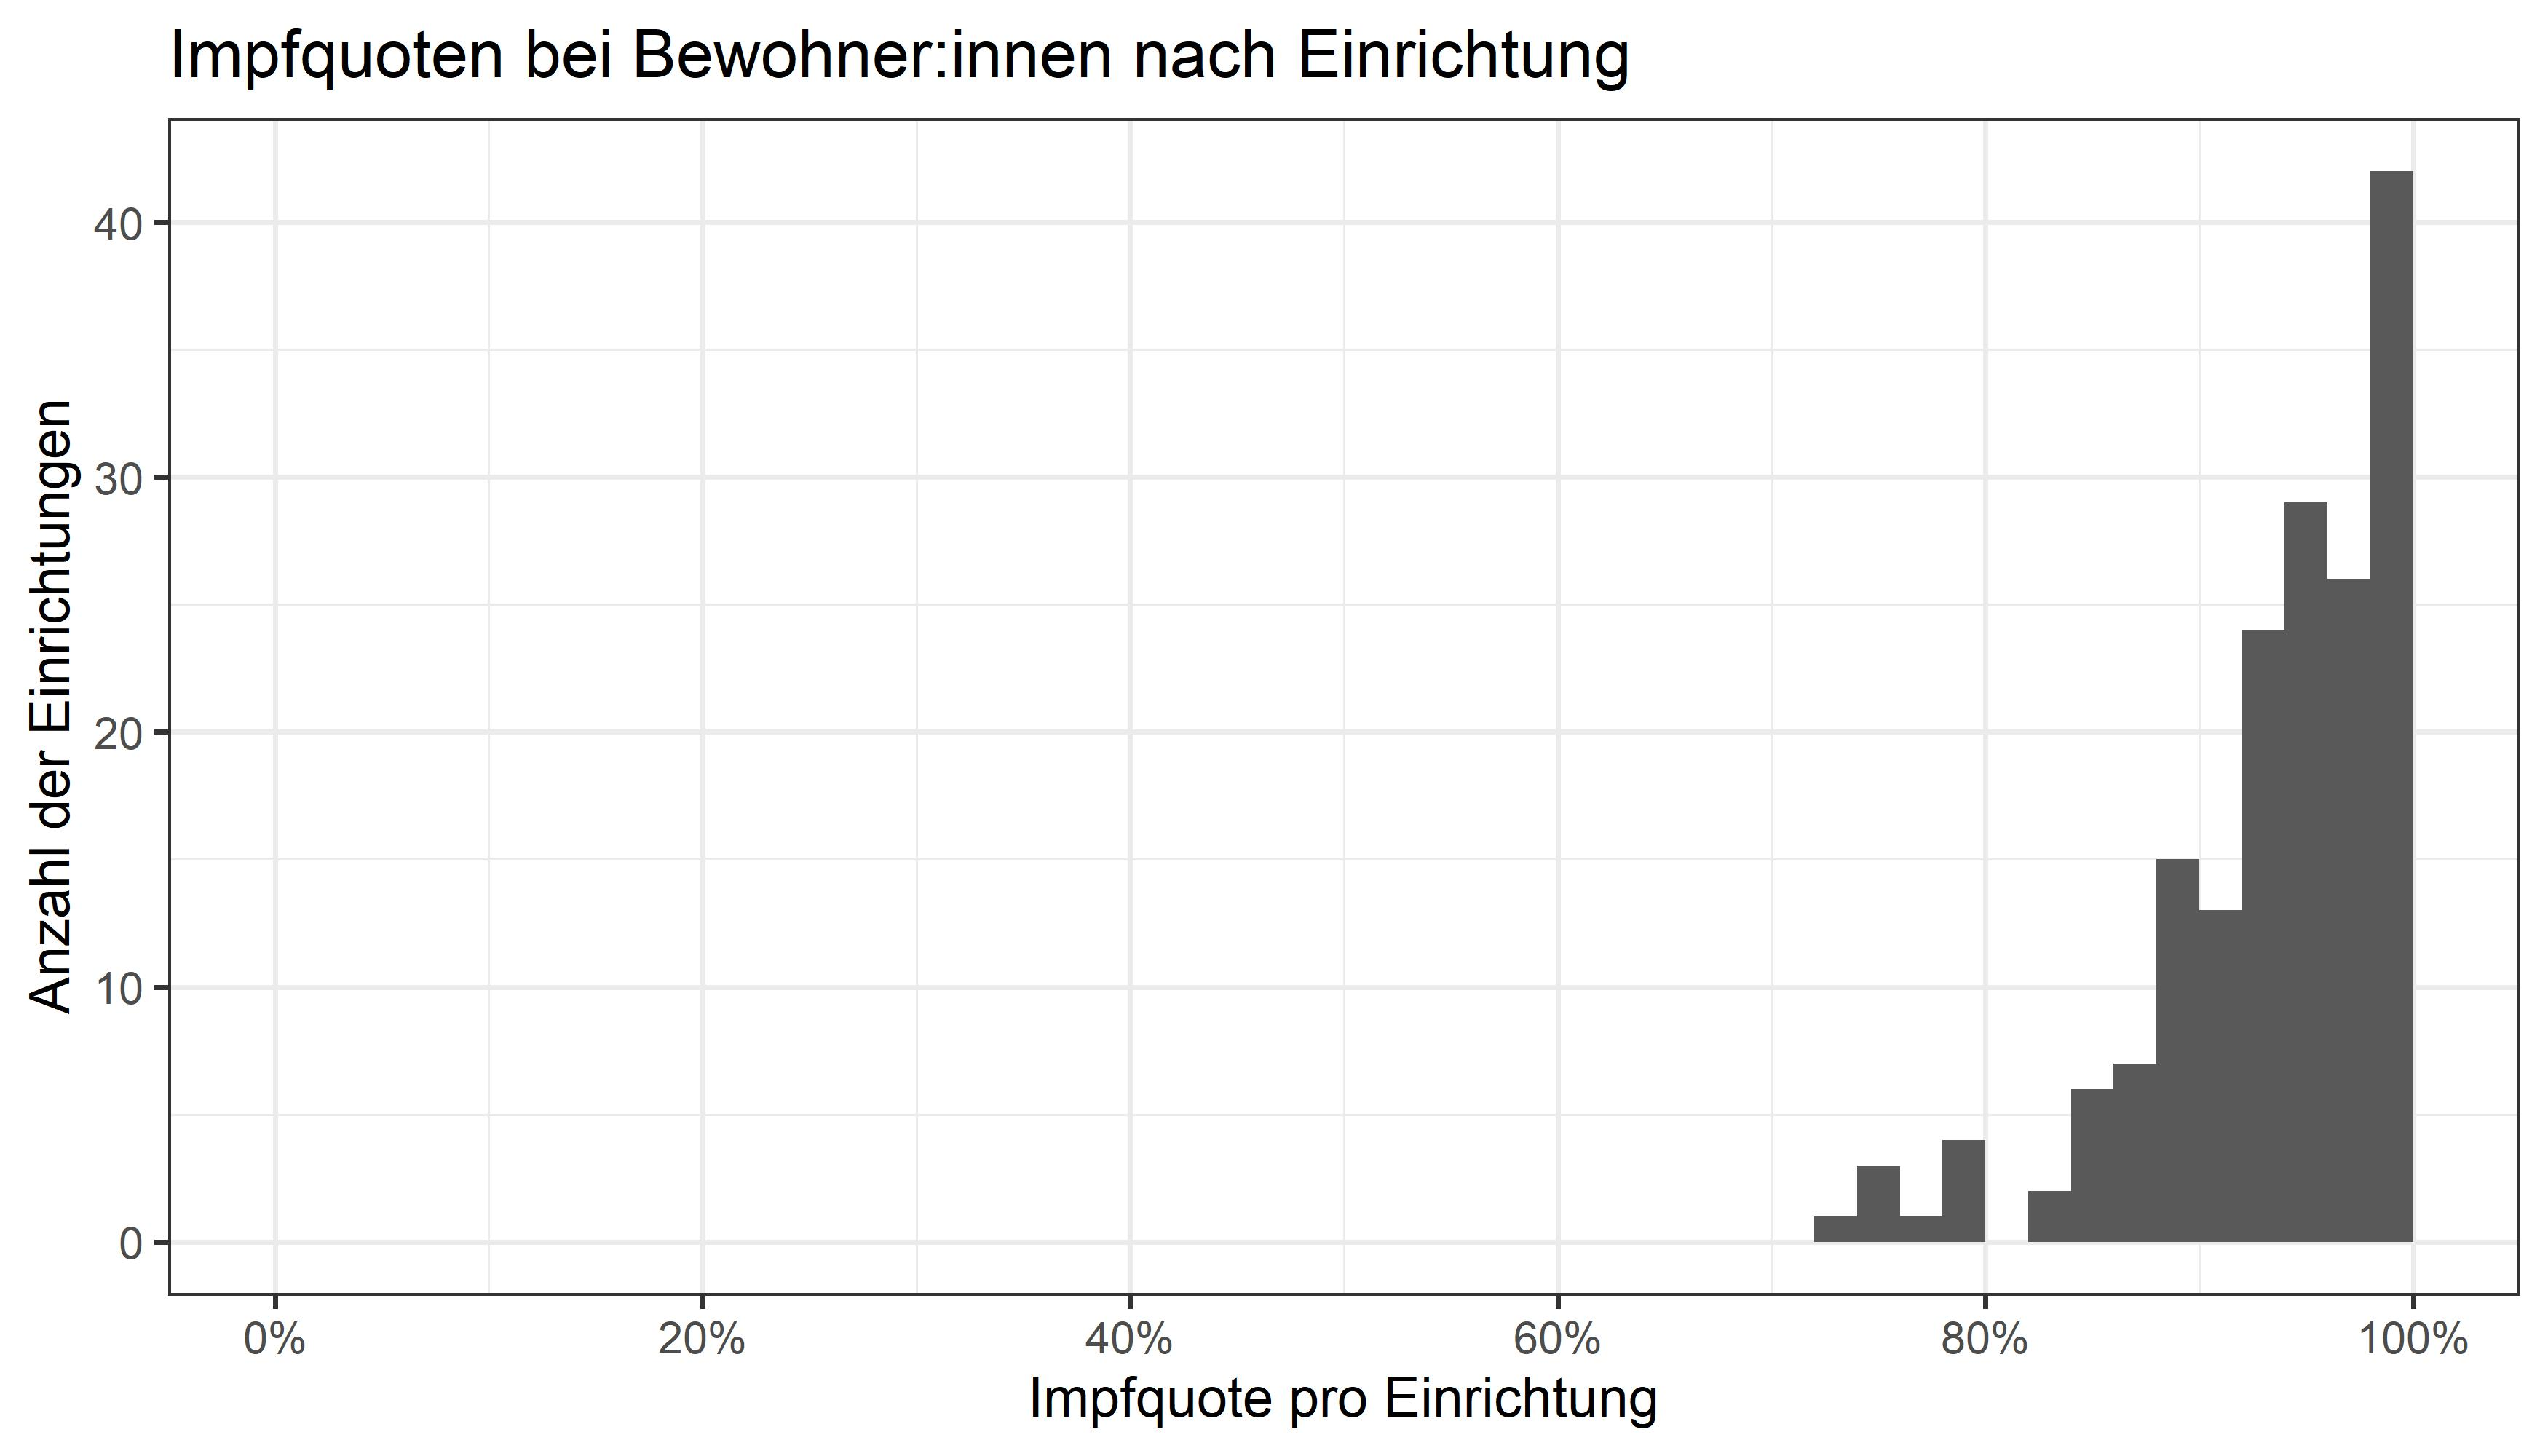 Impfquoten bei Bewohner:innen nach Einrichtung
Anzahl der Einrichtungen
40
30
20
10
0
0% 20% 40% 60% 80% 100%
Impfquote pro Einrichtung